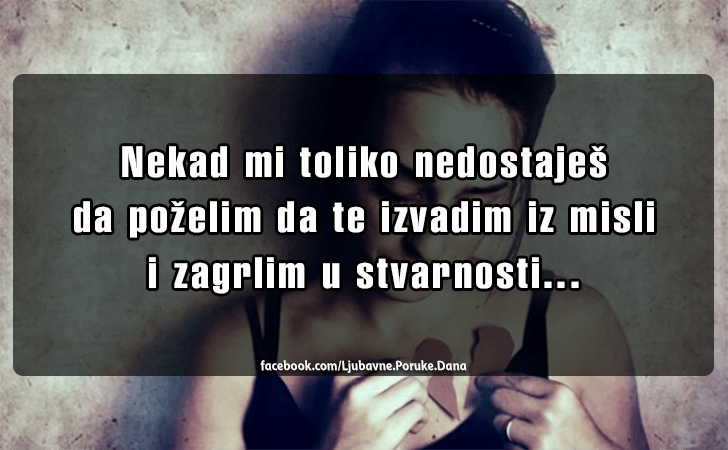 Nekad mi toliko nedostaješ
da poželim da te izvadim iz misli
i zagrlim u stvarnosti...
facebook.com/Ljubavne.Poruke.Dana